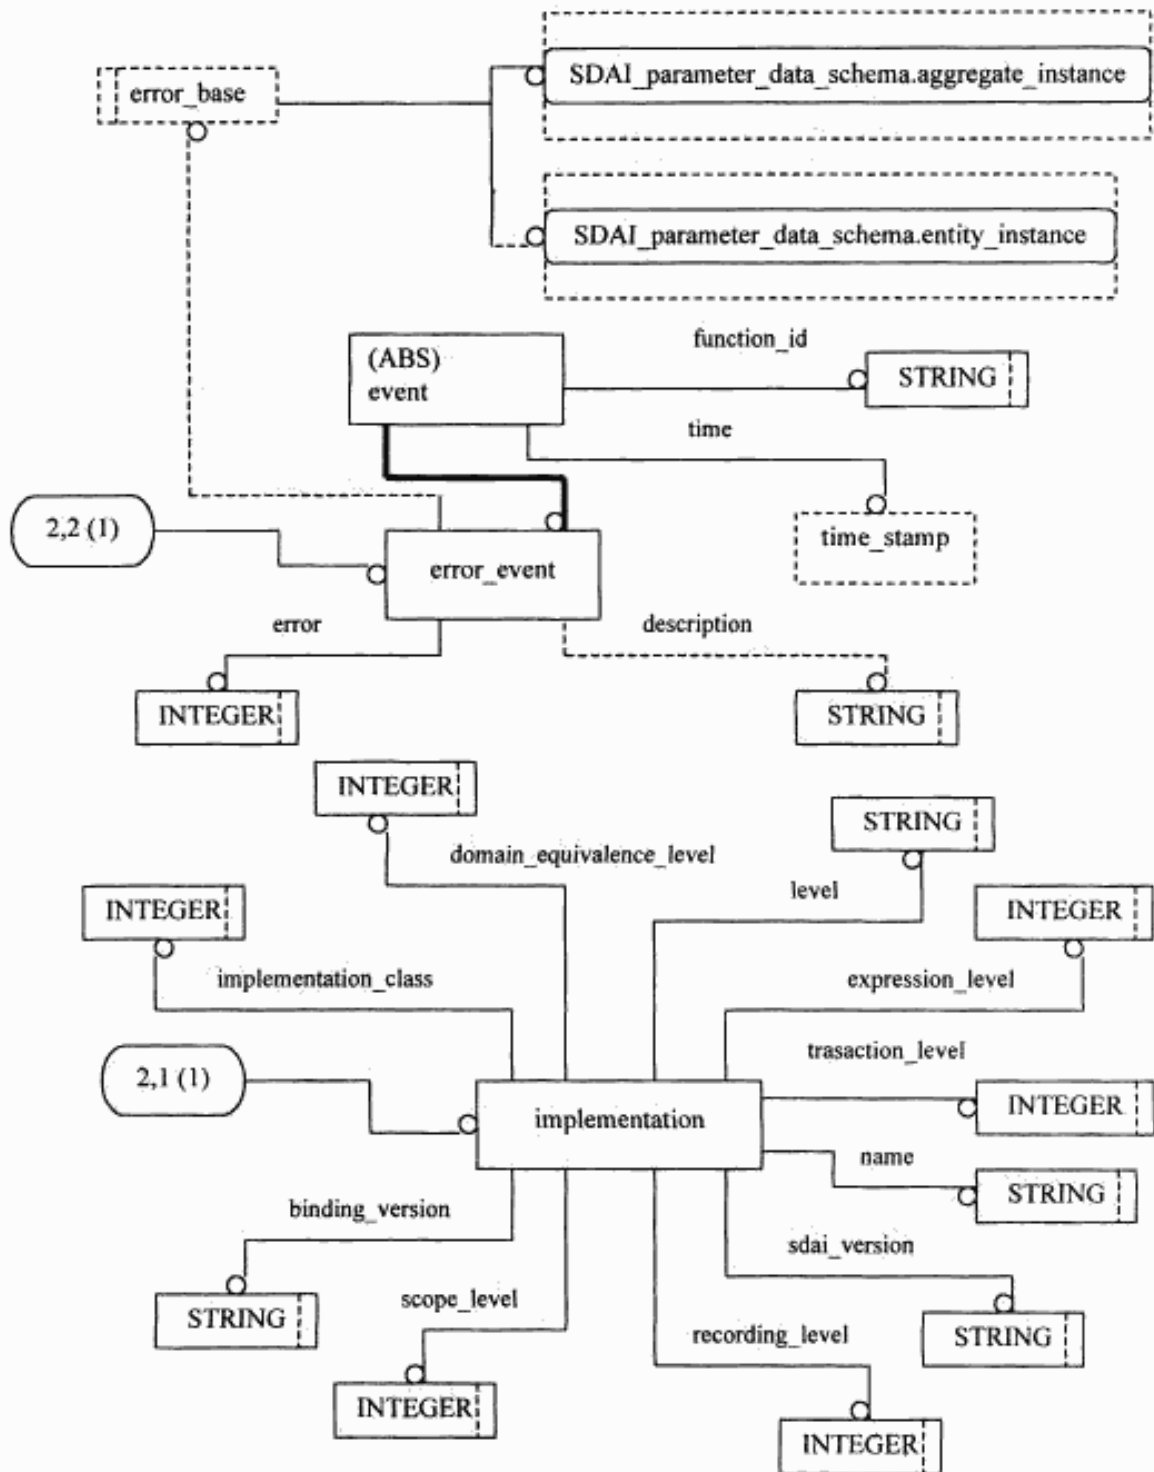 SDAI_parameter_data_schema.aggregate_instance
error_base
SDAI_parameter_data_schema.entity_instance
(ABS)
event
function_id
STRING
time
2,2 (1)
time_stamp
error_event
error
description
INTEGER
STRING
INTEGER
STRING
domain_equivalence_level
level
INTEGER
INTEGER
implementation_class
expression_level
trasaction_level
2,1 (1)
implementation
INTEGER
name
STRING
binding_version
sdai_version
scope_level
STRING
recording_level
STRING
INTEGER
INTEGER